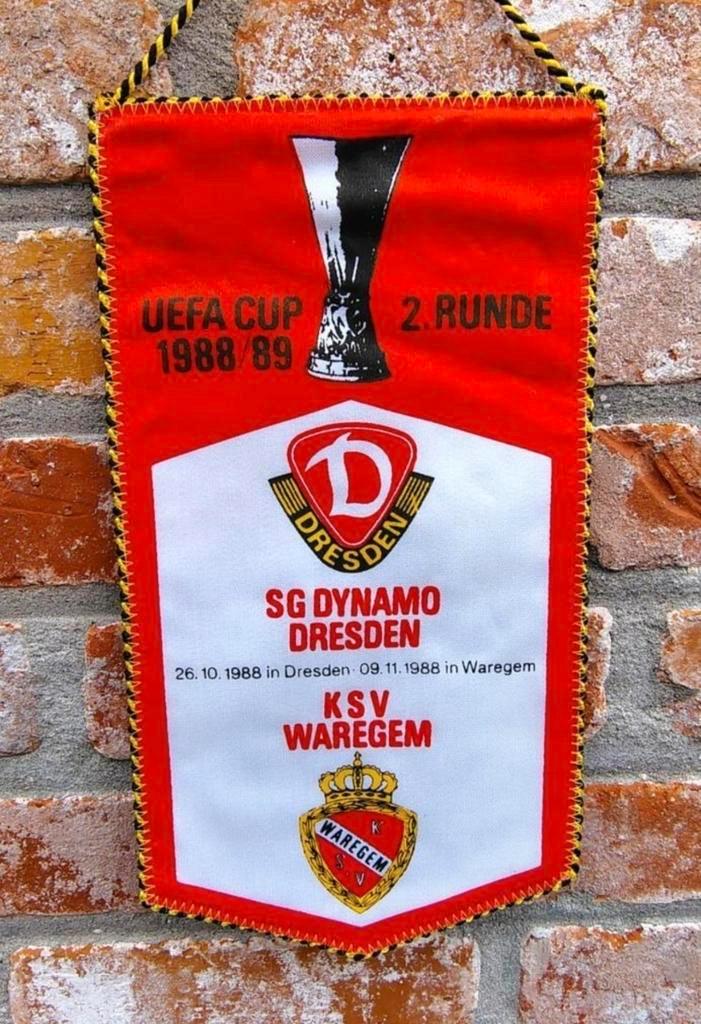 UEFA CUP
1988/89
2. RUNDE
D
DRESDEN
SG DYNAMO
DRESDEN
26.10.1988 in Dresden · 09.11.1988 in Waregem
KSV
WAREGEM
K
WAREGEM
S V